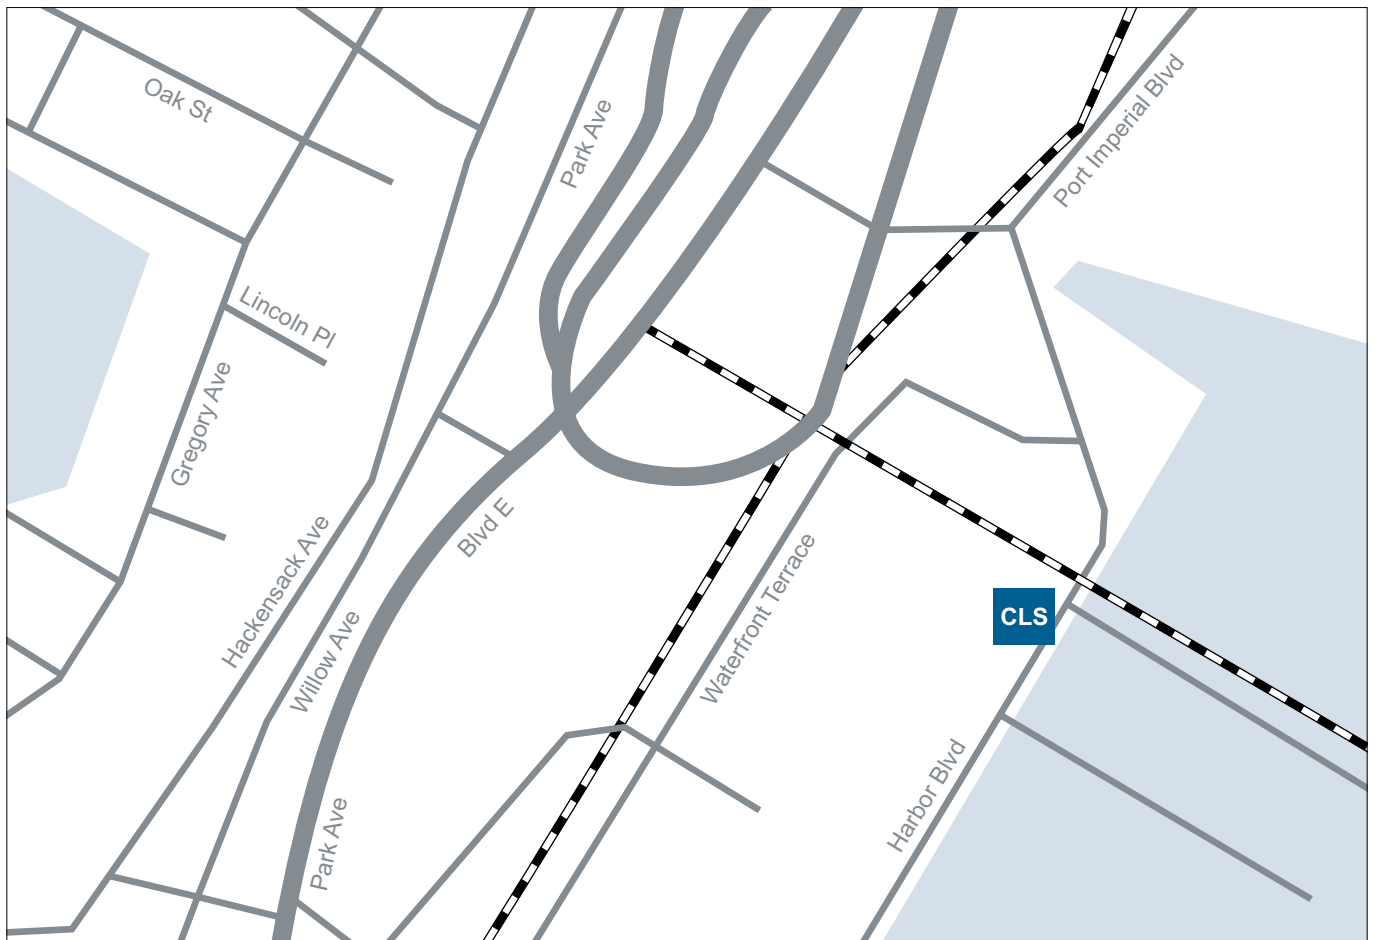 Oak St
Park Ave
Port Imperial Blvd
Lincoln Pl
Gregory Ave
Hackensack Ave
Blvd E
Willow Ave
Waterfront Terrace
CLS
Harbor Blvd
Park Ave